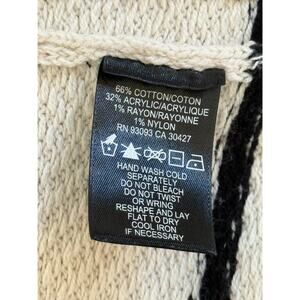 66% COTTON/COTON
32% ACRYLIC/ACRYLIQUE
1% RAYON/RAYONNE
1% NYLON
RN 93093 CA 30427
HAND WASH COLD
SEPARATELY
DO NOT BLEACH
DO NOT TWIST
OR WRING
RESHAPE AND LAY
FLAT TO DRY
COOL IRON
IF NECESSARY